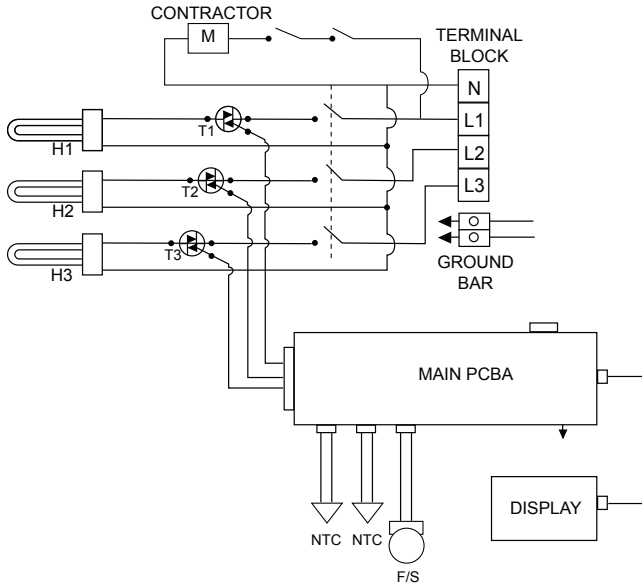 CONTRACTOR
M
TERMINAL
BLOCK
N
L1
L2
L3
T1
H1
T2
H2
T3
H3
GROUND
BAR
MAIN PCBA
DISPLAY
NTC
NTC
F/S